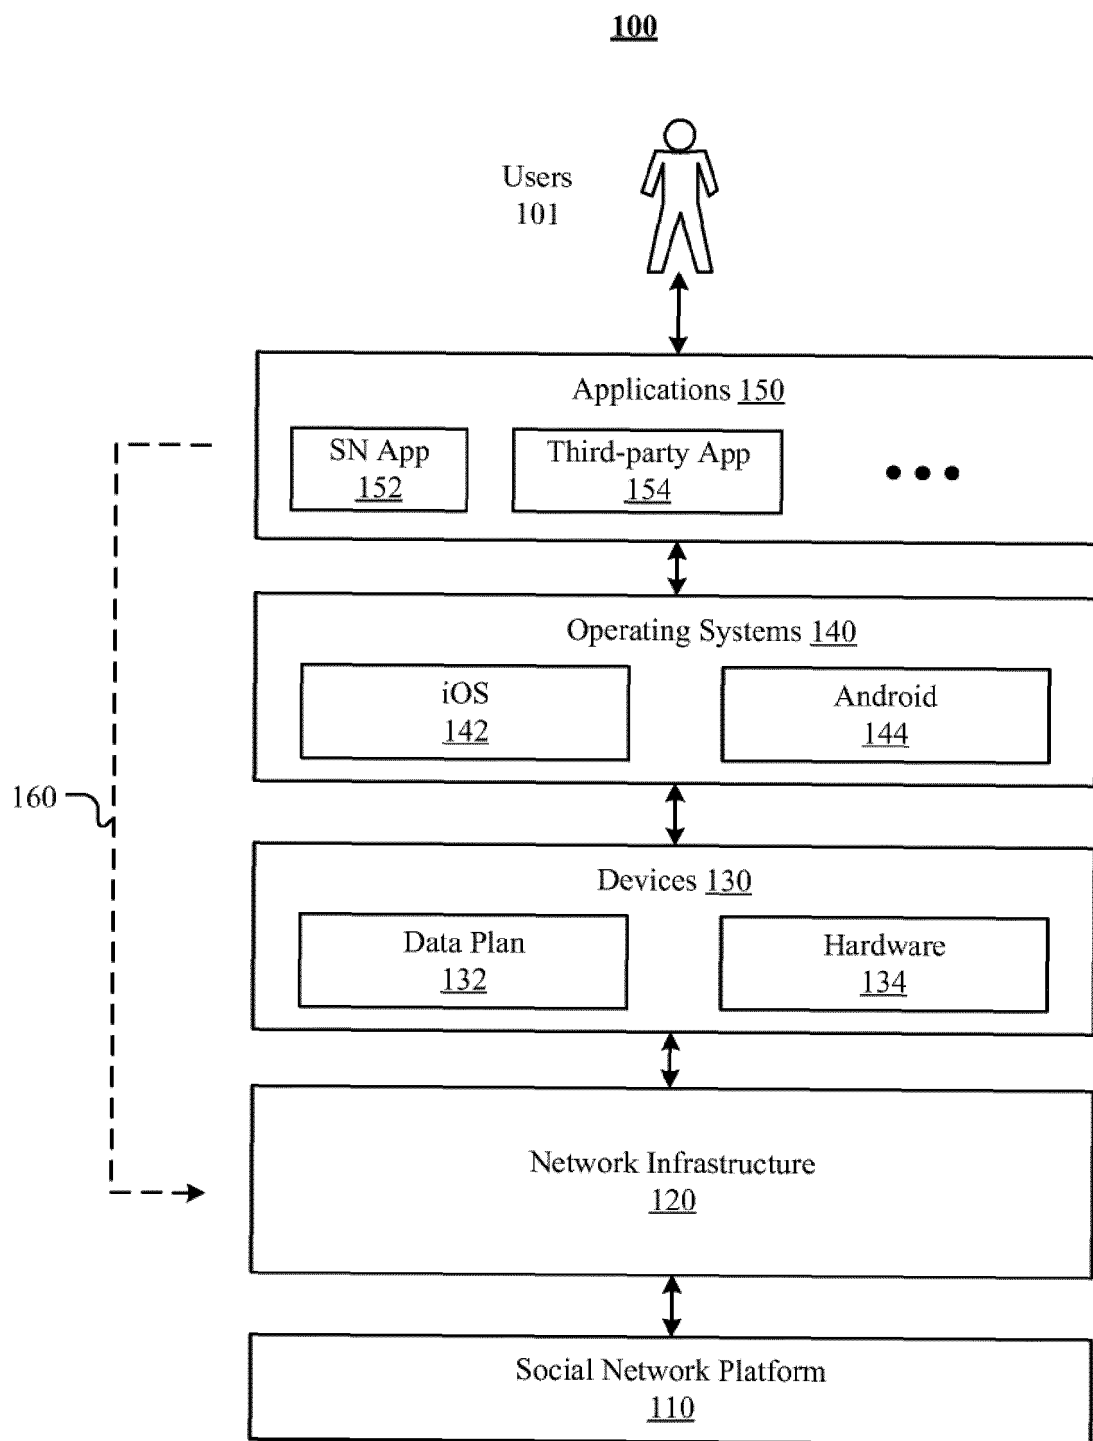 100
Users
101
Applications 150
SN App
152
Third-party App
154
Operating Systems 140
iOS
142
Android
144
160
Devices 130
Data Plan
132
Hardware
134
Network Infrastructure
120
Social Network Platform
110